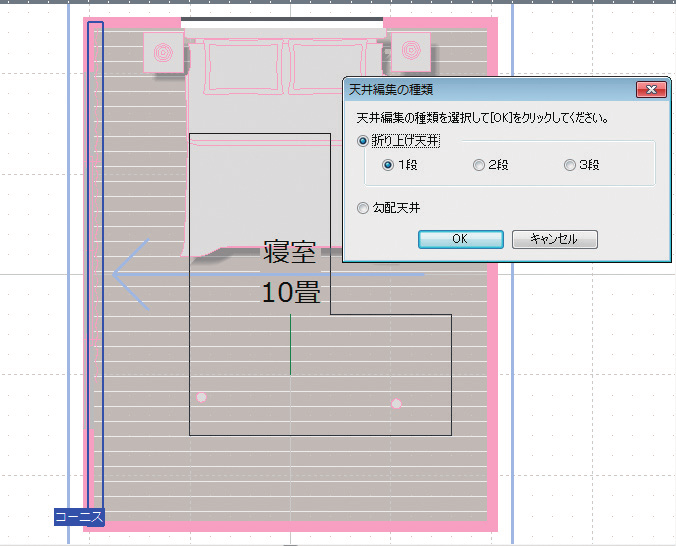 天井編集の種類
天井編集の種類を選択して[OK]をクリックしてください。
折り上げ天井
1段 2段 3段
勾配天井
OK キャンセル
寝室
10畳
コーニス